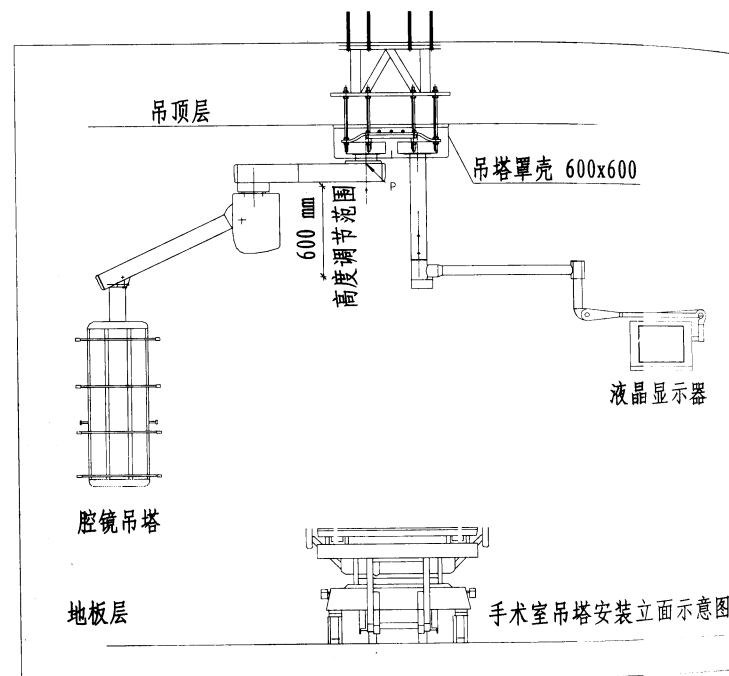 吊顶层
吊塔罩壳 600x600
P
600 mm
高度调节范围
液晶显示器
腔镜吊塔
地板层
手术室吊塔安装立面示意图